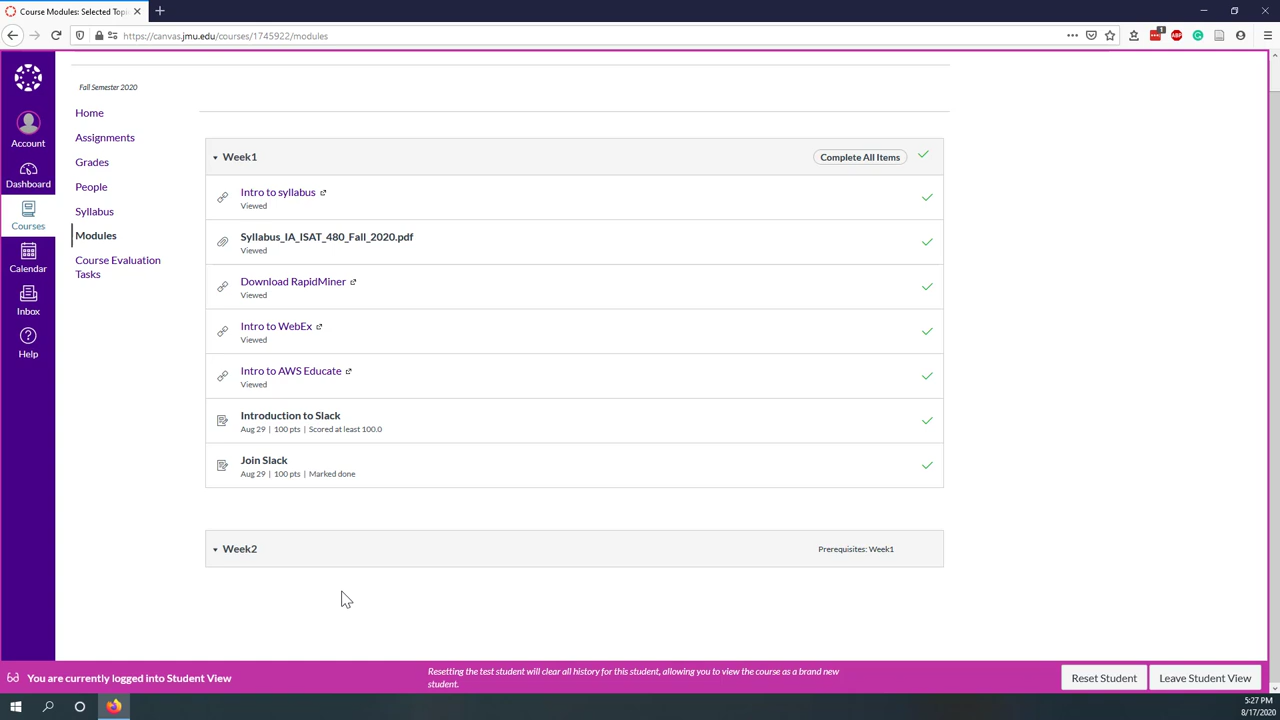 Course Modules: Selected Topi
https://canvas.jmu.edu/courses/1745922/modules
1
ABP
Account
Dashboard
Courses
Calendar
Inbox
Help
Fall Semester 2020
Home
Assignments
Grades
People
Syllabus
Modules
Course Evaluation
Tasks
Week1
Complete All Items
Intro to syllabus
Viewed
Syllabus_IA_ISAT_480_Fall_2020.pdf
Viewed
Download RapidMiner
Viewed
Intro to WebEx
Viewed
Intro to AWS Educate
Viewed
Introduction to Slack
Aug 29 | 100 pts | Scored at least 100.0
Join Slack
Aug 29 | 100 pts | Marked done
Week2
Prerequisites: Week1
You are currently logged into Student View
Resetting the test student will clear all history for this student, allowing you to view the course as a brand new
student.
Reset Student
Leave Student View
5:27 PM
8/17/2020